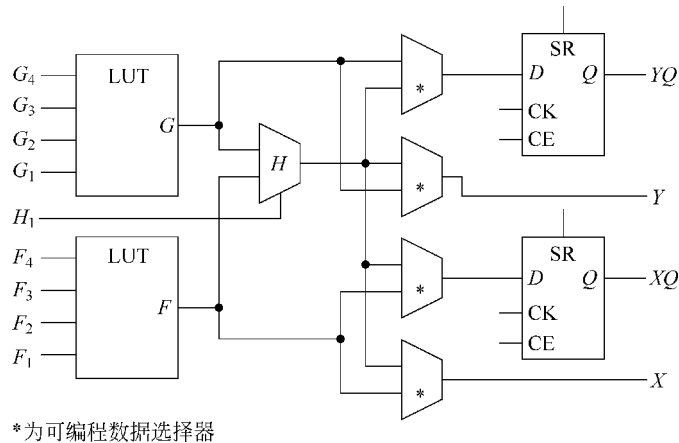 SR
G₄ LUT D Q YQ
G₃ CK
G₂ G CE
G₁ *
H
H₁ * Y
F₄ LUT SR
F₃ F D Q XQ
F₂ * CK
F₁ CE
* X
*为可编程数据选择器